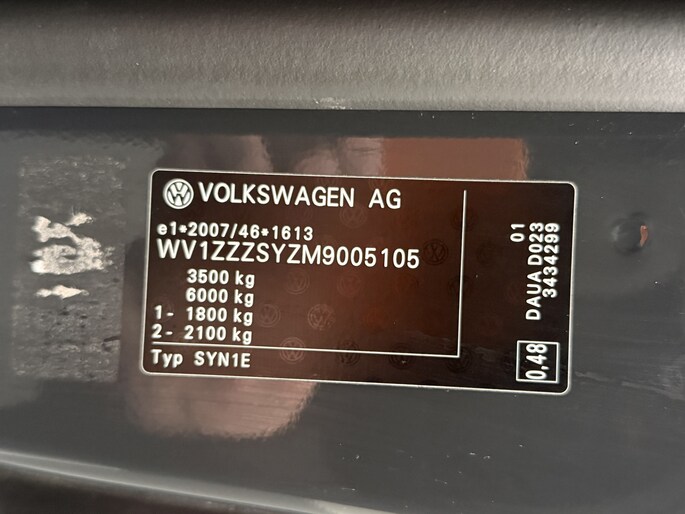 VOLKSWAGEN AG
e1*2007/46*1613
WV1ZZZSYZM9005105
3500 kg
6000 kg
1- 1800 kg
2- 2100 kg
Typ SYN1E
01
DAUA D023
3434299
0,48